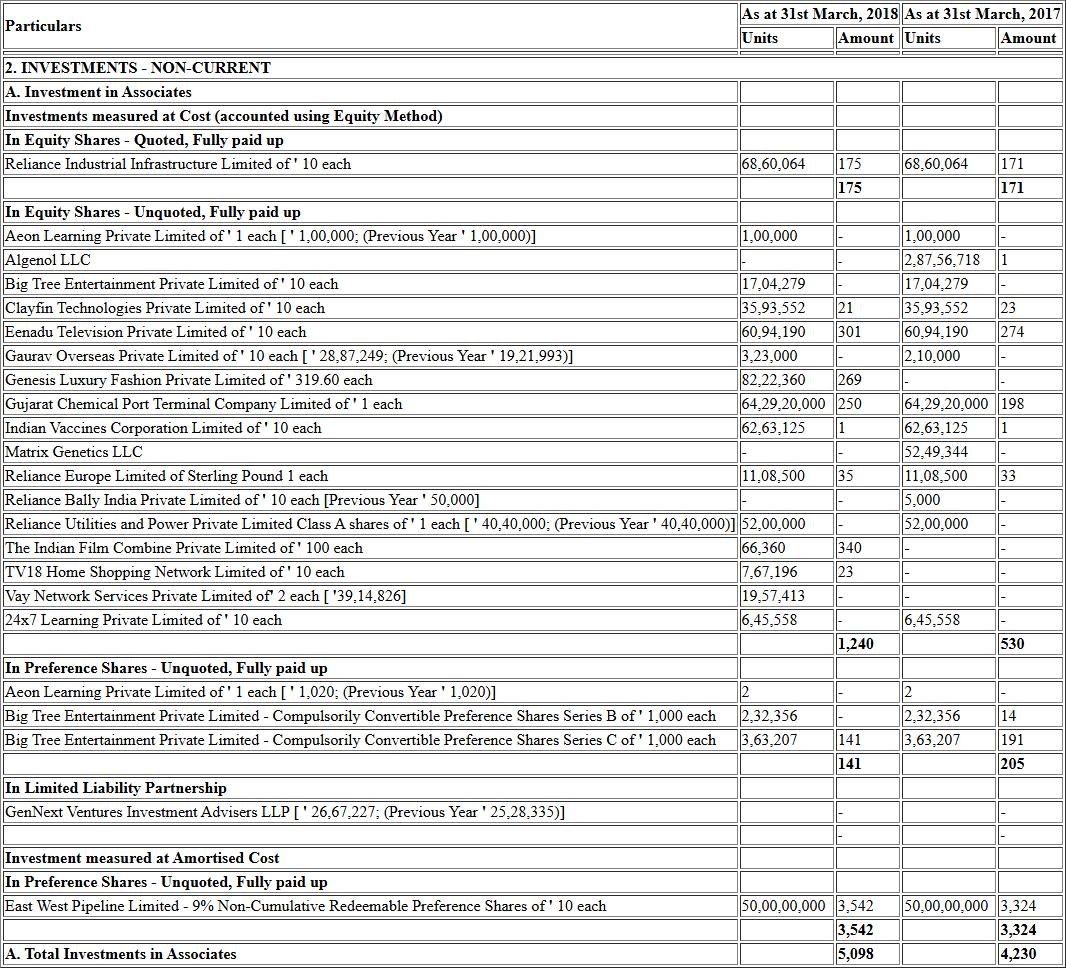 Particulars As at 31st March, 2018 As at 31st March, 2017
Units Amount Units Amount
2. INVESTMENTS - NON-CURRENT
A. Investment in Associates
Investments measured at Cost (accounted using Equity Method)
In Equity Shares - Quoted, Fully paid up
Reliance Industrial Infrastructure Limited of ' 10 each 68,60,064 175 68,60,064 171
175 171
In Equity Shares - Unquoted, Fully paid up
Aeon Learning Private Limited of ' 1 each [ ' 1,00,000; (Previous Year ' 1,00,000)] 1,00,000 - 1,00,000 -
Algenol LLC - - 2,87,56,718 1
Big Tree Entertainment Private Limited of ' 10 each 17,04,279 - 17,04,279 -
Clayfin Technologies Private Limited of ' 10 each 35,93,552 21 35,93,552 23
Eenadu Television Private Limited of ' 10 each 60,94,190 301 60,94,190 274
Gaurav Overseas Private Limited of ' 10 each [ ' 28,87,249; (Previous Year ' 19,21,993)] 3,23,000 - 2,10,000 -
Genesis Luxury Fashion Private Limited of ' 319.60 each 82,22,360 269 - -
Gujarat Chemical Port Terminal Company Limited of ' 1 each 64,29,20,000 250 64,29,20,000 198
Indian Vaccines Corporation Limited of ' 10 each 62,63,125 1 62,63,125 1
Matrix Genetics LLC - - 52,49,344 -
Reliance Europe Limited of Sterling Pound 1 each 11,08,500 35 11,08,500 33
Reliance Bally India Private Limited of ' 10 each [Previous Year ' 50,000] - - 5,000 -
Reliance Utilities and Power Private Limited Class A shares of ' 1 each [ ' 40,40,000; (Previous Year ' 40,40,000)] 52,00,000 - 52,00,000 -
The Indian Film Combine Private Limited of ' 100 each 66,360 340 - -
TV18 Home Shopping Network Limited of ' 10 each 7,67,196 23 - -
Vay Network Services Private Limited of' 2 each [ '39,14,826] 19,57,413 - - -
24x7 Learning Private Limited of ' 10 each 6,45,558 - 6,45,558 -
1,240 530
In Preference Shares - Unquoted, Fully paid up
Aeon Learning Private Limited of ' 1 each [ ' 1,020; (Previous Year ' 1,020)] 2 - 2 -
Big Tree Entertainment Private Limited - Compulsorily Convertible Preference Shares Series B of ' 1,000 each 2,32,356 - 2,32,356 14
Big Tree Entertainment Private Limited - Compulsorily Convertible Preference Shares Series C of ' 1,000 each 3,63,207 141 3,63,207 191
141 205
In Limited Liability Partnership
GenNext Ventures Investment Advisers LLP [ ' 26,67,227; (Previous Year ' 25,28,335)] - -
- -
Investment measured at Amortised Cost
In Preference Shares - Unquoted, Fully paid up
East West Pipeline Limited - 9% Non-Cumulative Redeemable Preference Shares of ' 10 each 50,00,00,000 3,542 50,00,00,000 3,324
3,542 3,324
A. Total Investments in Associates 5,098 4,230